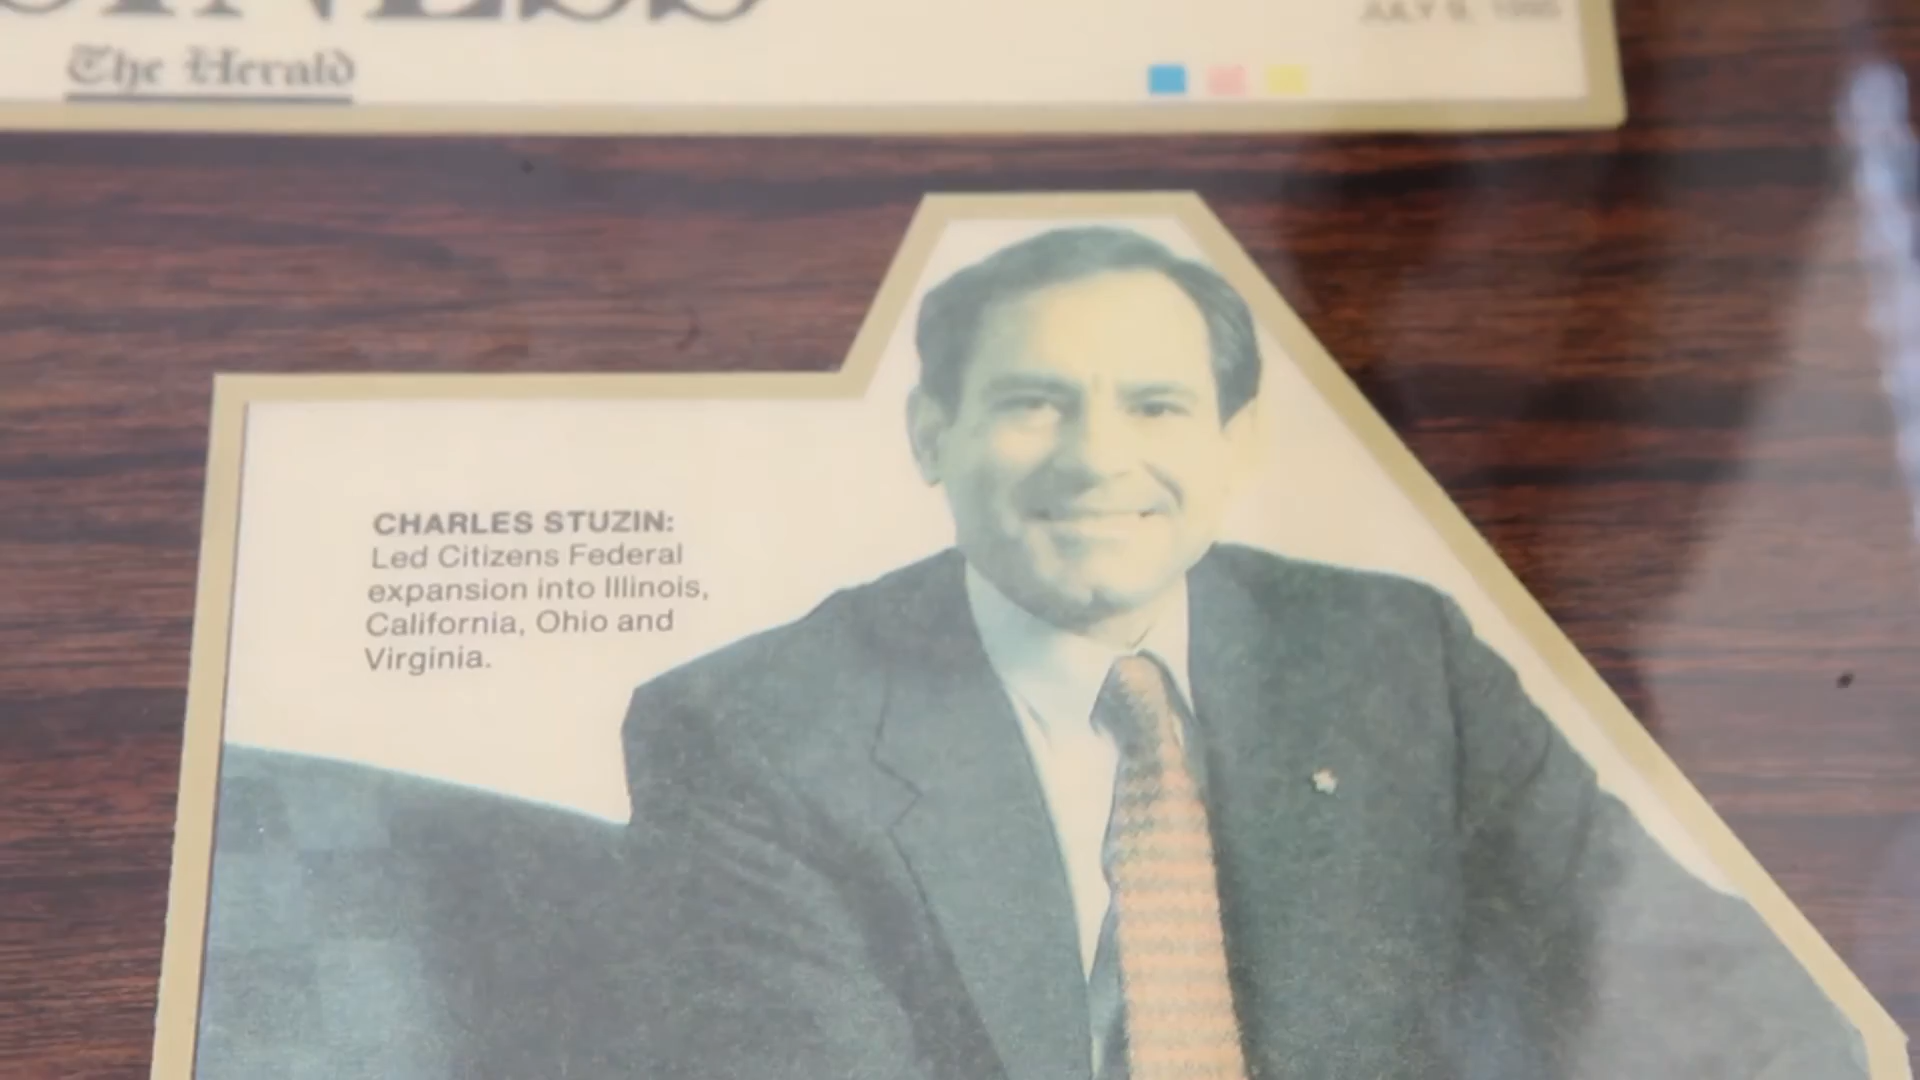 The Herald
CHARLES STUZIN:
Led Citizens Federal
expansion into Illinois,
California, Ohio and
Virginia.